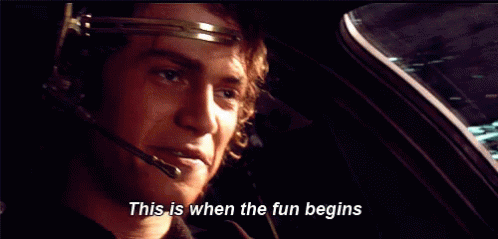 This is when the fun begins